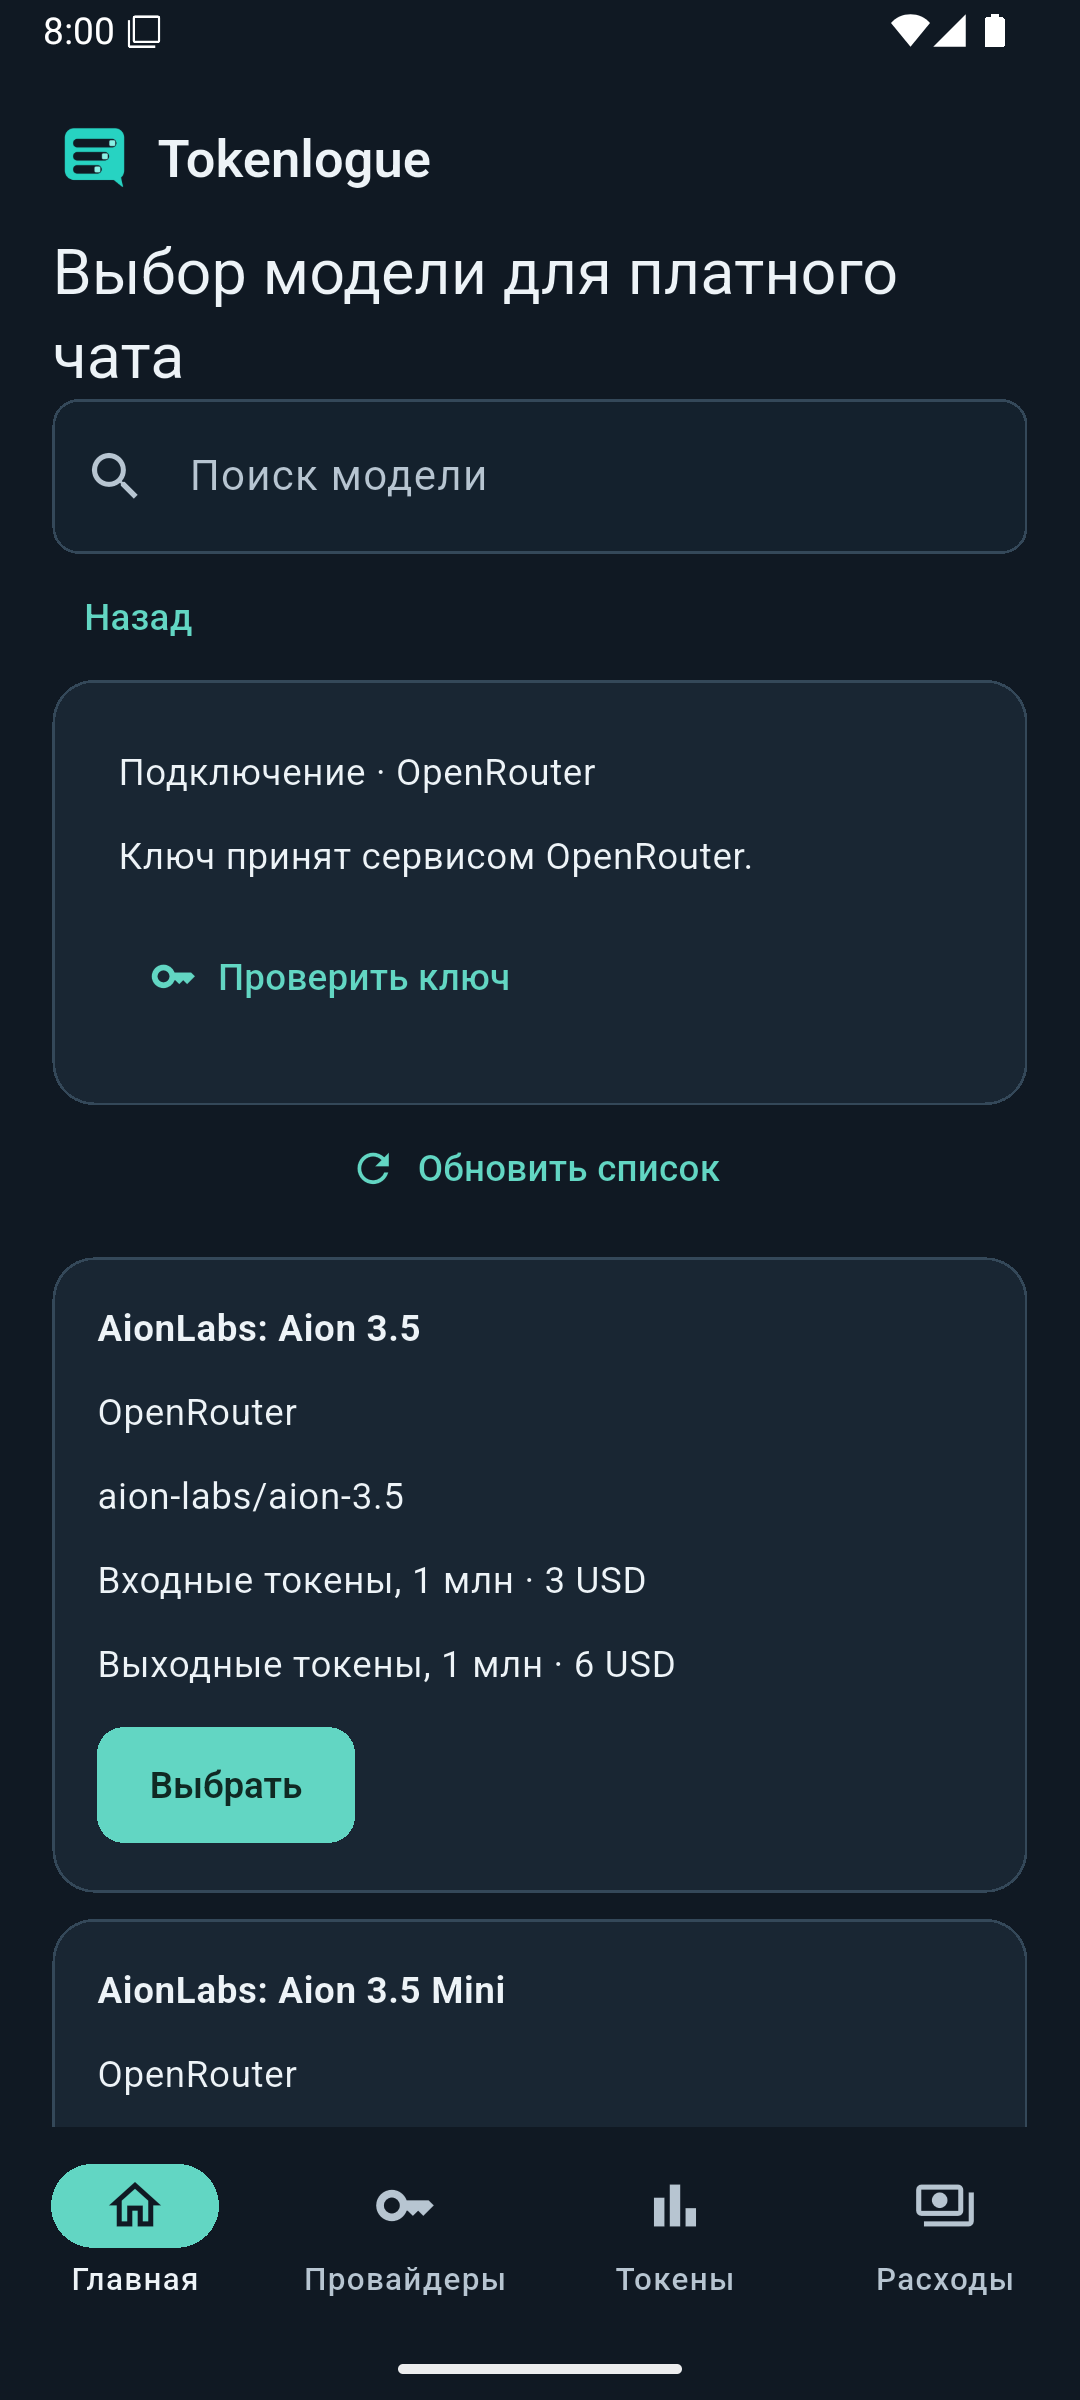 8:00
Tokenlogue
Выбор модели для платного
чата
Поиск модели
Назад
Подключение · OpenRouter
Ключ принят сервисом OpenRouter.
Проверить ключ
Обновить список
AionLabs: Aion 3.5
OpenRouter
aion-labs/aion-3.5
Входные токены, 1 млн · 3 USD
Выходные токены, 1 млн · 6 USD
Выбрать
AionLabs: Aion 3.5 Mini
OpenRouter
Главная
Провайдеры
Токены
Расходы